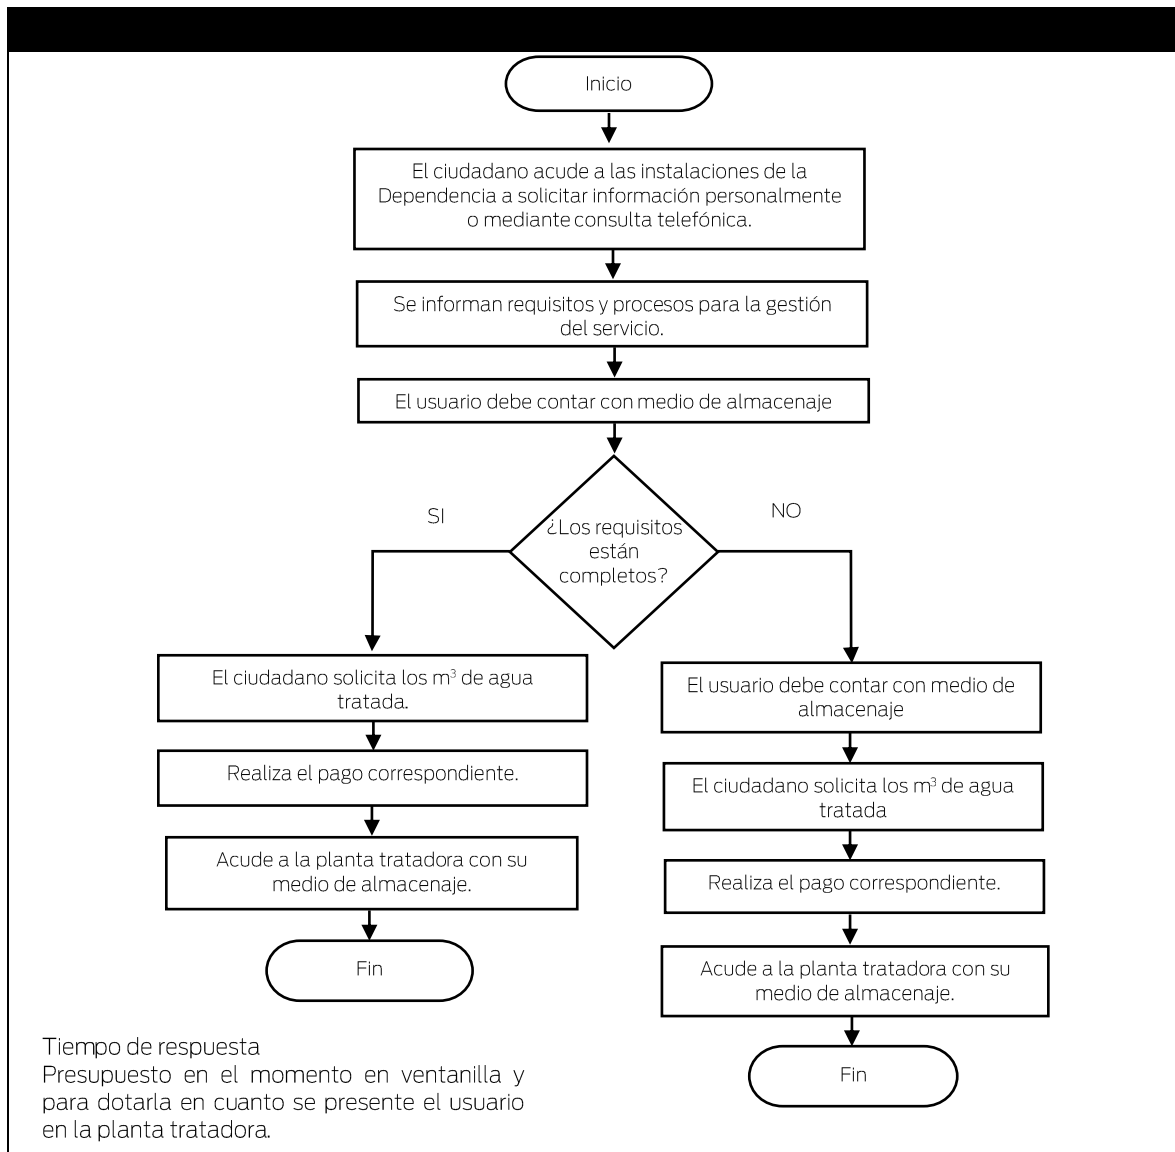 Inicio
El ciudadano acude a las instalaciones de la
Dependencia a solicitar información personalmente
o mediante consulta telefónica.
Se informan requisitos y procesos para la gestión
del servicio.
El usuario debe contar con medio de almacenaje
¿Los requisitos
están
completos?
SI
NO
El ciudadano solicita los m³ de agua
tratada.
Realiza el pago correspondiente.
Acude a la planta tratadora con su
medio de almacenaje.
Fin
El usuario debe contar con medio de
almacenaje
El ciudadano solicita los m³ de agua
tratada
Realiza el pago correspondiente.
Acude a la planta tratadora con su
medio de almacenaje.
Fin
Tiempo de respuesta
Presupuesto en el momento en ventanilla y
para dotarla en cuanto se presente el usuario
en la planta tratadora.